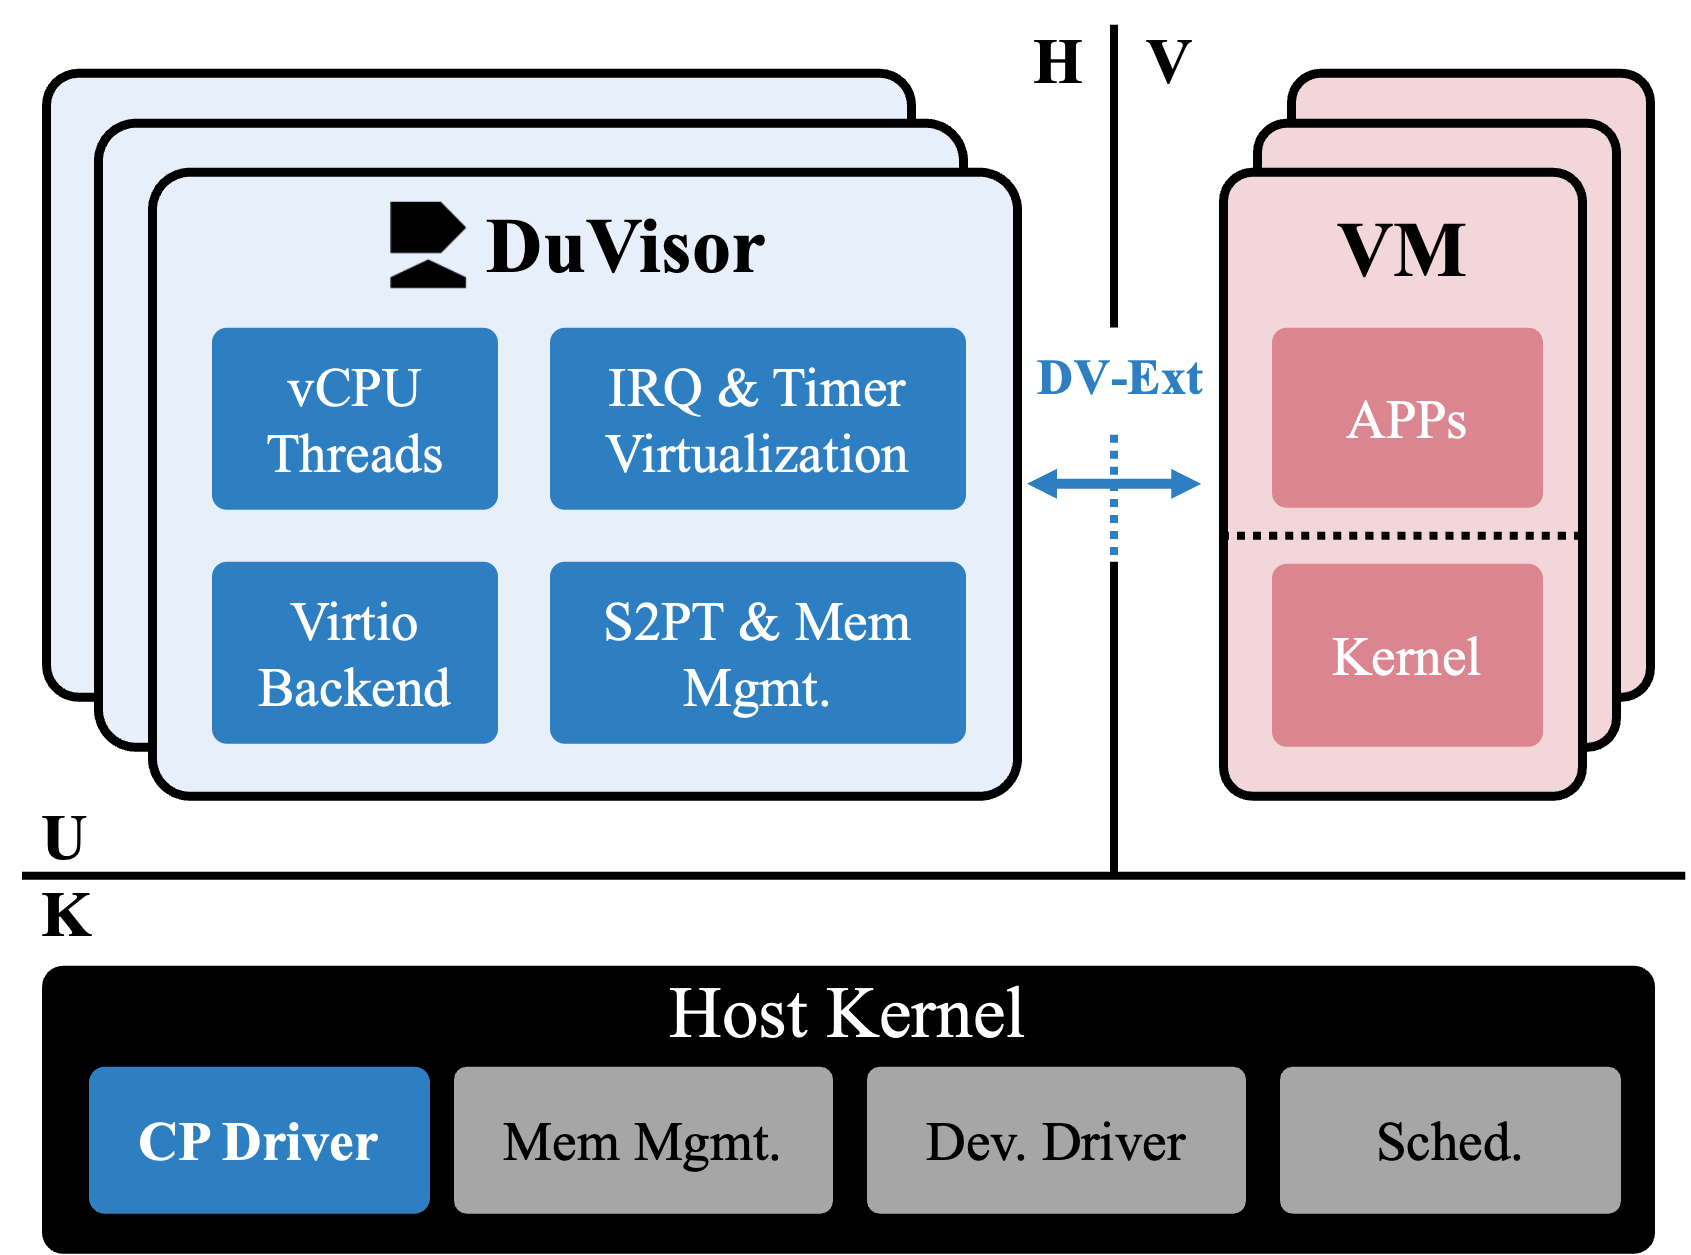 H V
DuVisor
VM
vCPU
Threads
IRQ & Timer
Virtualization
DV-Ext
APPs
Virtio
Backend
S2PT & Mem
Mgmt.
Kernel
U
K
Host Kernel
CP Driver
Mem Mgmt.
Dev. Driver
Sched.